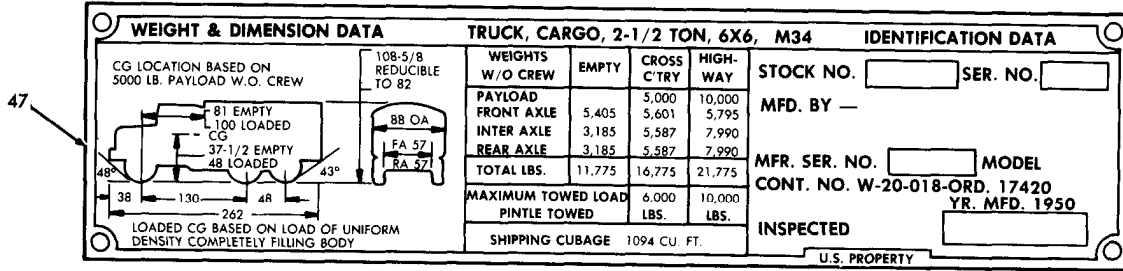 47
WEIGHT & DIMENSION DATA
CG LOCATION BASED ON
5000 LB. PAYLOAD W.O. CREW
108-5/8
REDUCIBLE
TO 82
81 EMPTY
100 LOADED
CG
37-1/2 EMPTY
48 LOADED
48°
43°
38
130
48
262
88 OA
FA 57
RA 57
LOADED CG BASED ON LOAD OF UNIFORM
DENSITY COMPLETELY FILLING BODY
TRUCK, CARGO, 2-1/2 TON, 6X6, M34
WEIGHTS W/O CREW EMPTY CROSS C'TRY HIGH-WAY
PAYLOAD 5,000 10,000
FRONT AXLE 5,405 5,601 5,795
INTER AXLE 3,185 5,587 7,990
REAR AXLE 3,185 5,587 7,990
TOTAL LBS. 11,775 16,775 21,775
MAXIMUM TOWED LOAD 6,000 10,000
PINTLE TOWED LBS. LBS.
SHIPPING CUBAGE 1094 CU. FT.
IDENTIFICATION DATA
STOCK NO. SER. NO.
MFD. BY —
MFR. SER. NO. MODEL
CONT. NO. W-20-018-ORD. 17420
YR. MFD. 1950
INSPECTED
U.S. PROPERTY